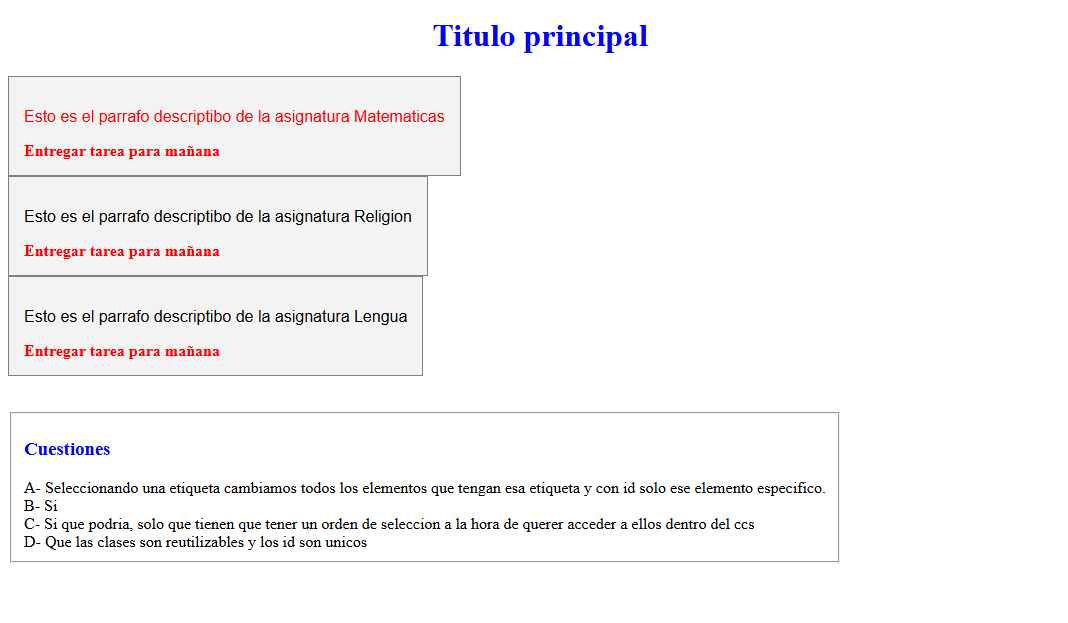 Titulo principal
Esto es el parrafo descriptibo de la asignatura Matematicas
Entregar tarea para mañana
Esto es el parrafo descriptibo de la asignatura Religion
Entregar tarea para mañana
Esto es el parrafo descriptibo de la asignatura Lengua
Entregar tarea para mañana
Cuestiones
A- Seleccionando una etiqueta cambiamos todos los elementos que tengan esa etiqueta y con id solo ese elemento especifico.
B- Si
C- Si que podria, solo que tienen que tener un orden de seleccion a la hora de querer acceder a ellos dentro del ccs
D- Que las clases son reutilizables y los id son unicos